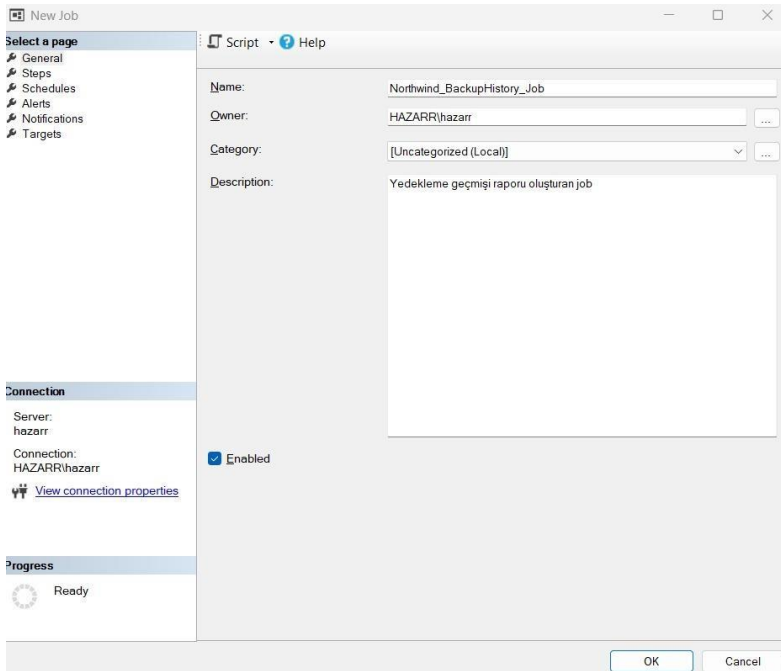 New Job
Select a page
General
Steps
Schedules
Alerts
Notifications
Targets
Script
Help
Name:
Northwind_BackupHistory_Job
Owner:
HAZARR\hazarr
...
Category:
[Uncategorized (Local)]
...
Description:
Yedekleme geçmişi raporu oluşturan job
Enabled
Connection
Server:
hazarr
Connection:
HAZARR\hazarr
View connection properties
Progress
Ready
OK
Cancel